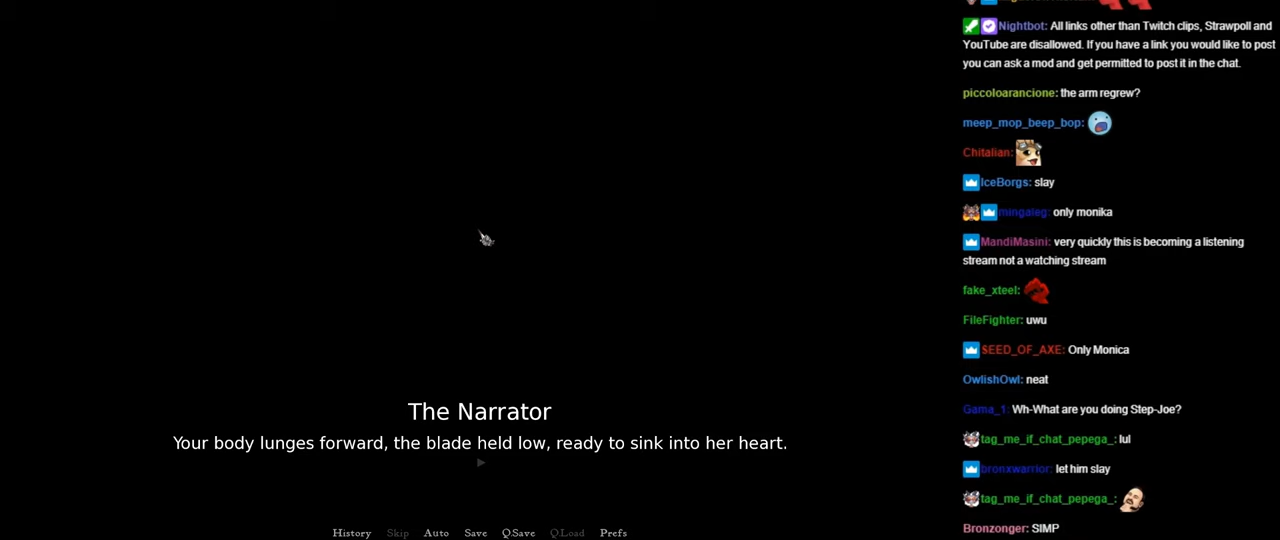 The Narrator
Your body lunges forward, the blade held low, ready to sink into her heart.
History Skip Auto Save Q.Save Q.Load Prefs
Nightbot: All links other than Twitch clips, Strawpoll and
YouTube are disallowed. If you have a link you would like to post
you can ask a mod and get permitted to post it in the chat.
piccoloarancione: the arm regrew?
meep_mop_beep_bop:
Chitalian:
IceBorgs: slay
mingaleg: only monika
MandiMasini: very quickly this is becoming a listening
stream not a watching stream
fake_xteel:
FileFighter: uwu
SEED_OF_AXE: Only Monica
OwlishOwl: neat
Gama_1: Wh-What are you doing Step-Joe?
tag_me_if_chat_pepega_: lul
bronxwarrior: let him slay
tag_me_if_chat_pepega_:
Bronzonger: SIMP